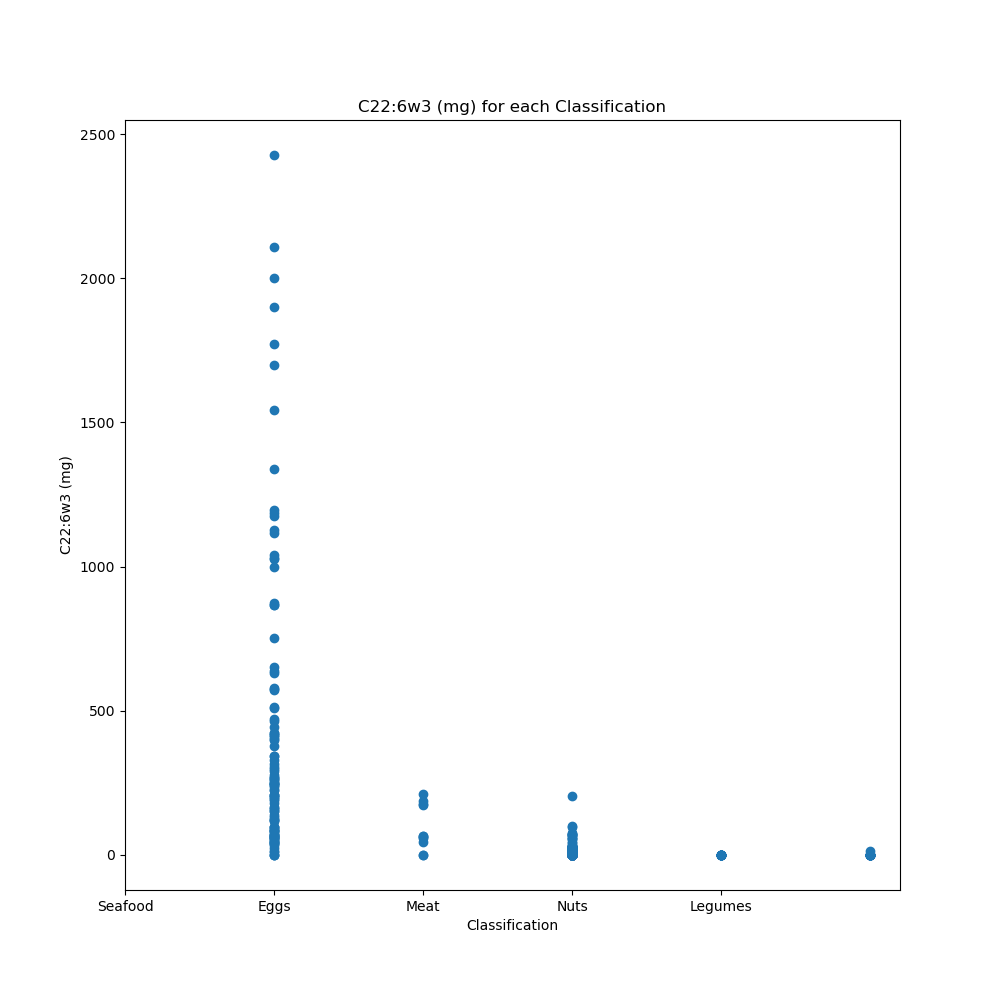 C22:6w3 (mg) for each Classification
2500
2000
1500
1000
500
0
C22:6w3 (mg)
Seafood Eggs Meat Nuts Legumes
Classification